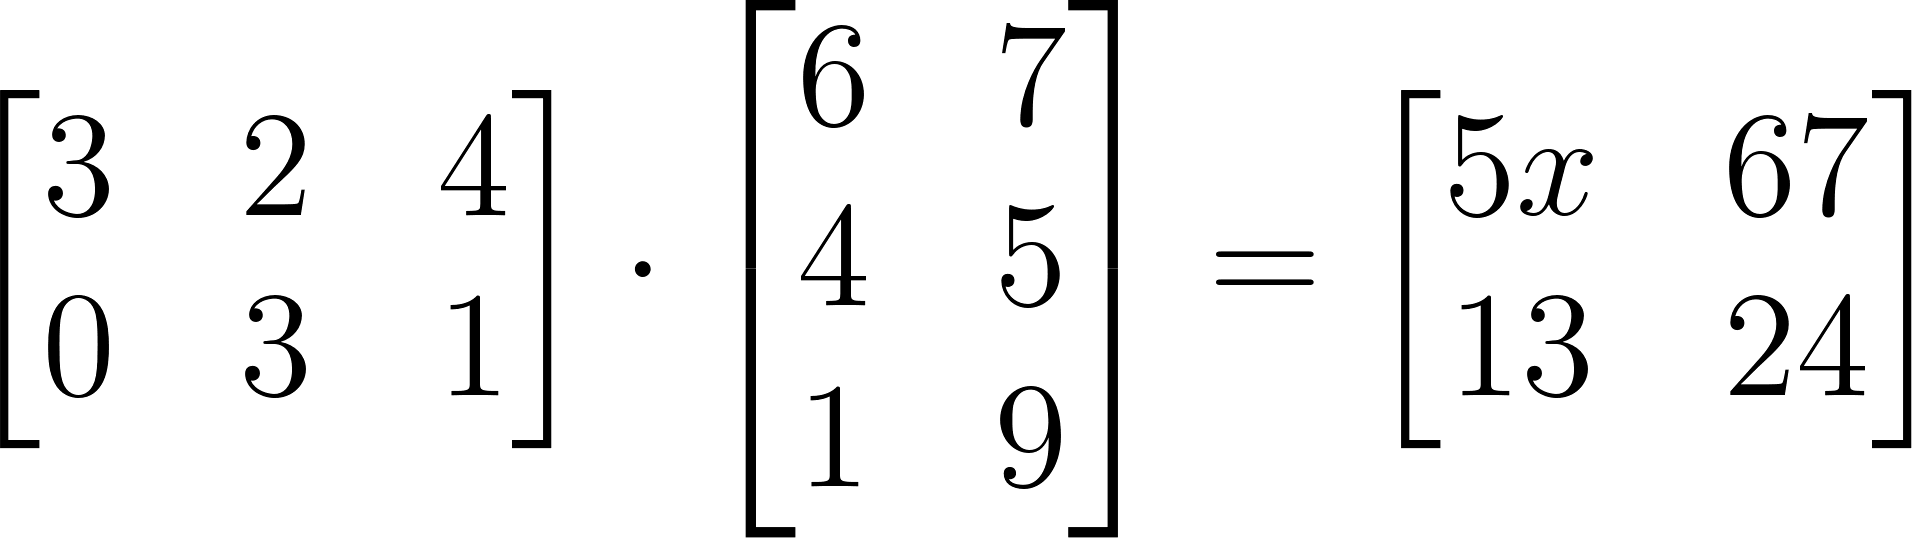 [3 2 4; 0 3 1] · [6 7; 4 5; 1 9] = [5x 67; 13 24]